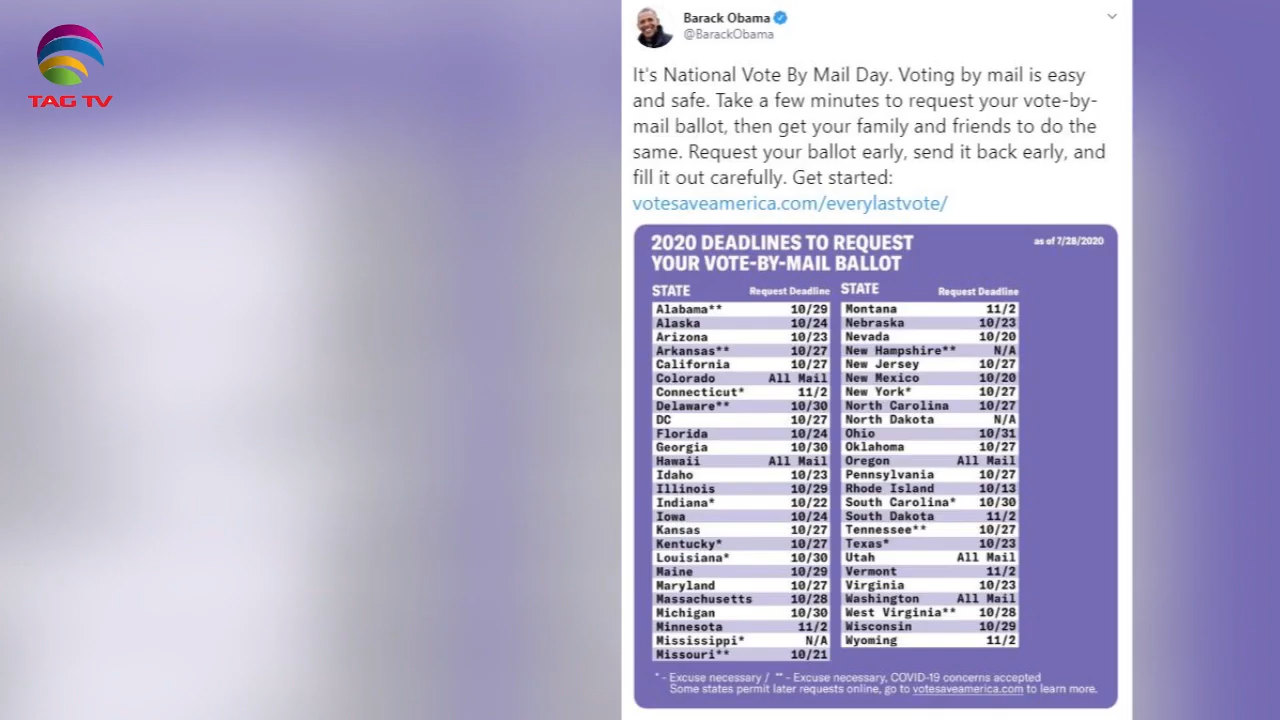 TAG TV
Barack Obama
@BarackObama
It's National Vote By Mail Day. Voting by mail is easy
and safe. Take a few minutes to request your vote-by-
mail ballot, then get your family and friends to do the
same. Request your ballot early, send it back early, and
fill it out carefully. Get started:
votesaveamerica.com/everylastvote/
2020 DEADLINES TO REQUEST
YOUR VOTE-BY-MAIL BALLOT
as of 7/28/2020
STATE Request Deadline
Alabama** 10/29
Alaska 10/24
Arizona 10/23
Arkansas** 10/27
California 10/27
Colorado All Mail
Connecticut* 11/2
Delaware** 10/30
DC 10/27
Florida 10/24
Georgia 10/30
Hawaii All Mail
Idaho 10/23
Illinois 10/29
Indiana* 10/22
Iowa 10/24
Kansas 10/27
Kentucky* 10/27
Louisiana* 10/30
Maine 10/29
Maryland 10/27
Massachusetts 10/28
Michigan 10/30
Minnesota 11/2
Mississippi* N/A
Missouri** 10/21
STATE Request Deadline
Montana 11/2
Nebraska 10/23
Nevada 10/20
New Hampshire** N/A
New Jersey 10/27
New Mexico 10/20
New York* 10/27
North Carolina 10/27
North Dakota N/A
Ohio 10/31
Oklahoma 10/27
Oregon All Mail
Pennsylvania 10/27
Rhode Island 10/13
South Carolina* 10/30
South Dakota 11/2
Tennessee** 10/27
Texas* 10/23
Utah All Mail
Vermont 11/2
Virginia 10/23
Washington All Mail
West Virginia** 10/28
Wisconsin 10/29
Wyoming 11/2
* - Excuse necessary / ** - Excuse necessary, COVID-19 concerns accepted
Some states permit later requests online, go to votesaveamerica.com to learn more.